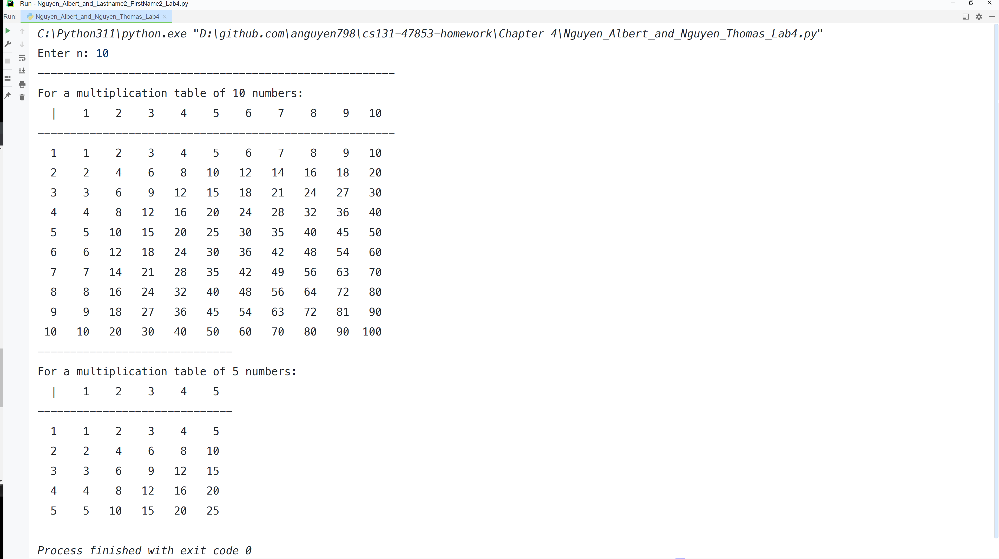 Run - Nguyen_Albert_and_Lastname2_FirstName2_Lab4.py
Run: Nguyen_Albert_and_Nguyen_Thomas_Lab4
C:\Python311\python.exe "D:\github.com\anguyen798\cs131-47853-homework\Chapter 4\Nguyen_Albert_and_Nguyen_Thomas_Lab4.py"
Enter n: 10
-------------------------------------------------------
For a multiplication table of 10 numbers:
  |    1    2    3    4    5    6    7    8    9   10
-------------------------------------------------------
  1    1    2    3    4    5    6    7    8    9   10
  2    2    4    6    8   10   12   14   16   18   20
  3    3    6    9   12   15   18   21   24   27   30
  4    4    8   12   16   20   24   28   32   36   40
  5    5   10   15   20   25   30   35   40   45   50
  6    6   12   18   24   30   36   42   48   54   60
  7    7   14   21   28   35   42   49   56   63   70
  8    8   16   24   32   40   48   56   64   72   80
  9    9   18   27   36   45   54   63   72   81   90
 10   10   20   30   40   50   60   70   80   90  100
------------------------------
For a multiplication table of 5 numbers:
  |    1    2    3    4    5
------------------------------
  1    1    2    3    4    5
  2    2    4    6    8   10
  3    3    6    9   12   15
  4    4    8   12   16   20
  5    5   10   15   20   25
Process finished with exit code 0